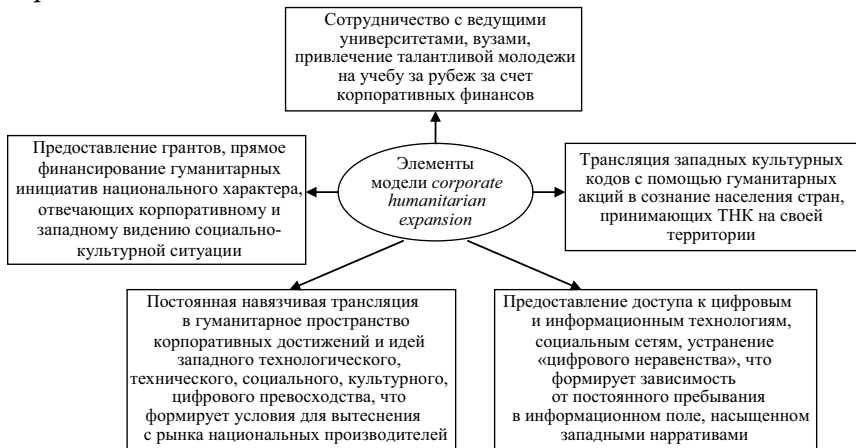 Сотрудничество с ведущими
университетами, вузами,
привлечение талантливой молодежи
на учебу за рубеж за счет
корпоративных финансов
Предоставление грантов, прямое
финансирование гуманитарных
инициатив национального характера,
отвечающих корпоративному и
западному видению социально-
культурной ситуации
Элементы
модели corporate
humanitarian
expansion
Трансляция западных культурных
кодов с помощью гуманитарных
акций в сознание населения стран,
принимающих ТНК на своей
территории
Постоянная навязчивая трансляция
в гуманитарное пространство
корпоративных достижений и идей
западного технологического,
технического, социального, культурного,
цифрового превосходства, что
формирует условия для вытеснения
с рынка национальных производителей
Предоставление доступа к цифровым
и информационным технологиям,
социальным сетям, устранение
«цифрового неравенства», что
формирует зависимость
от постоянного пребывания
в информационном поле, насыщенном
западными нарративами